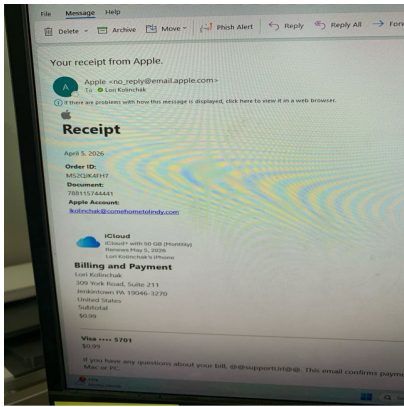 File Message Help
Delete Archive Move Phish Alert Reply Reply All Forw
Your receipt from Apple.
A
Apple <no_reply@email.apple.com>
To Lori Kolinchak
If there are problems with how this message is displayed, click here to view it in a web browser.
Receipt
April 5, 2026
Order ID:
MS2QJK4FH7
Document:
788115744441
Apple Account:
lkolinchak@comehometolindy.com
iCloud
iCloud+ with 50 GB (Monthly)
Renews May 5, 2026
Lori Kolinchak's iPhone
Billing and Payment
Lori Kolinchak
309 York Road, Suite 211
Jenkintown PA 19046-3270
United States
Subtotal
$0.99
Visa •••• 5701
$0.99
If you have any questions about your bill, @@supportUrl@@. This email confirms payme
Mac or PC.